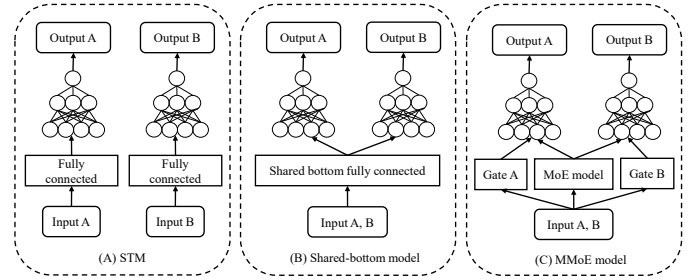 Output A
Output B
Fully
connected
Fully
connected
Input A
Input B
(A) STM
Output A
Output B
Shared bottom fully connected
Input A, B
(B) Shared-bottom model
Output A
Output B
Gate A
MoE model
Gate B
Input A, B
(C) MMoE model